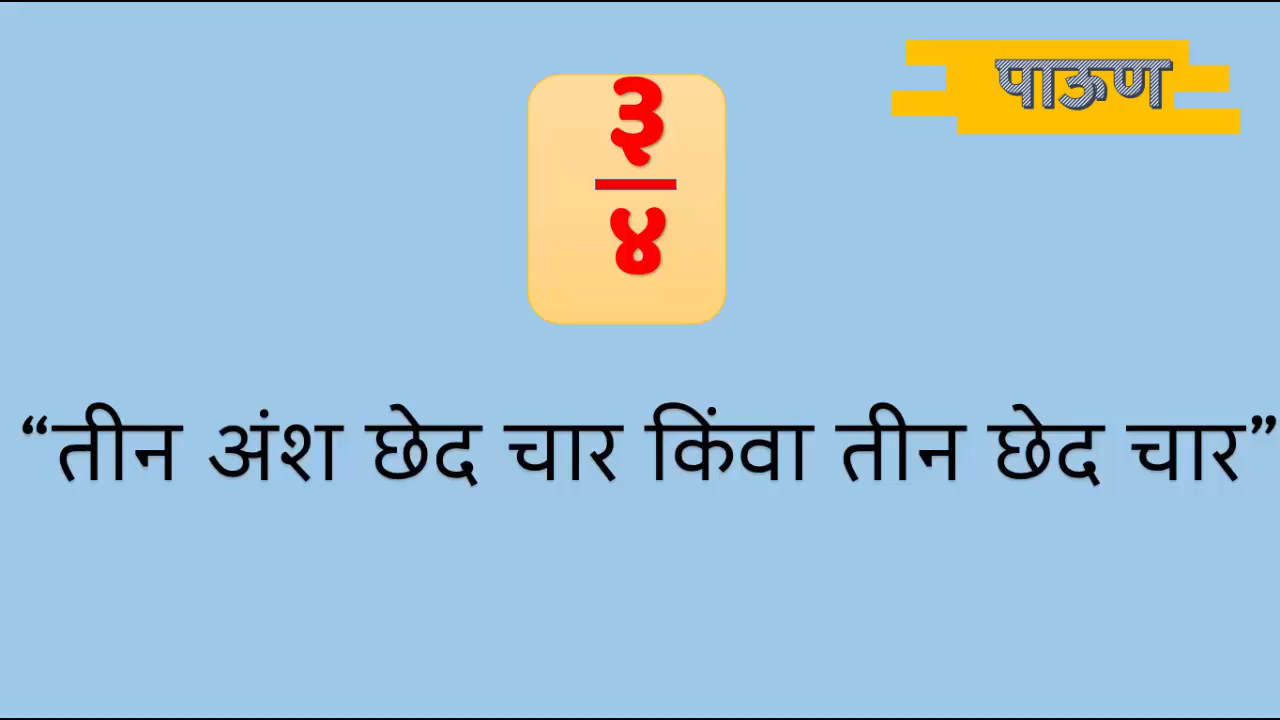 पाऊण
३
४
“तीन अंश छेद चार किंवा तीन छेद चार”